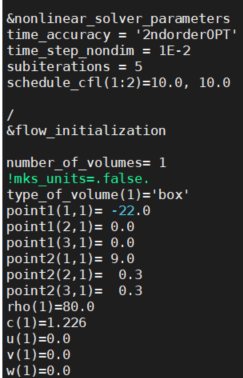 &nonlinear_solver_parameters
time_accuracy = '2ndorderOPT'
time_step_nondim = 1E-2
subiterations = 5
schedule_cfl(1:2)=10.0, 10.0
/
&flow_initialization
number_of_volumes= 1
!mks_units=.false.
type_of_volume(1)='box'
point1(1,1)= -22.0
point1(2,1)= 0.0
point1(3,1)= 0.0
point2(1,1)= 9.0
point2(2,1)=  0.3
point2(3,1)=  0.3
rho(1)=80.0
c(1)=1.226
u(1)=0.0
v(1)=0.0
w(1)=0.0